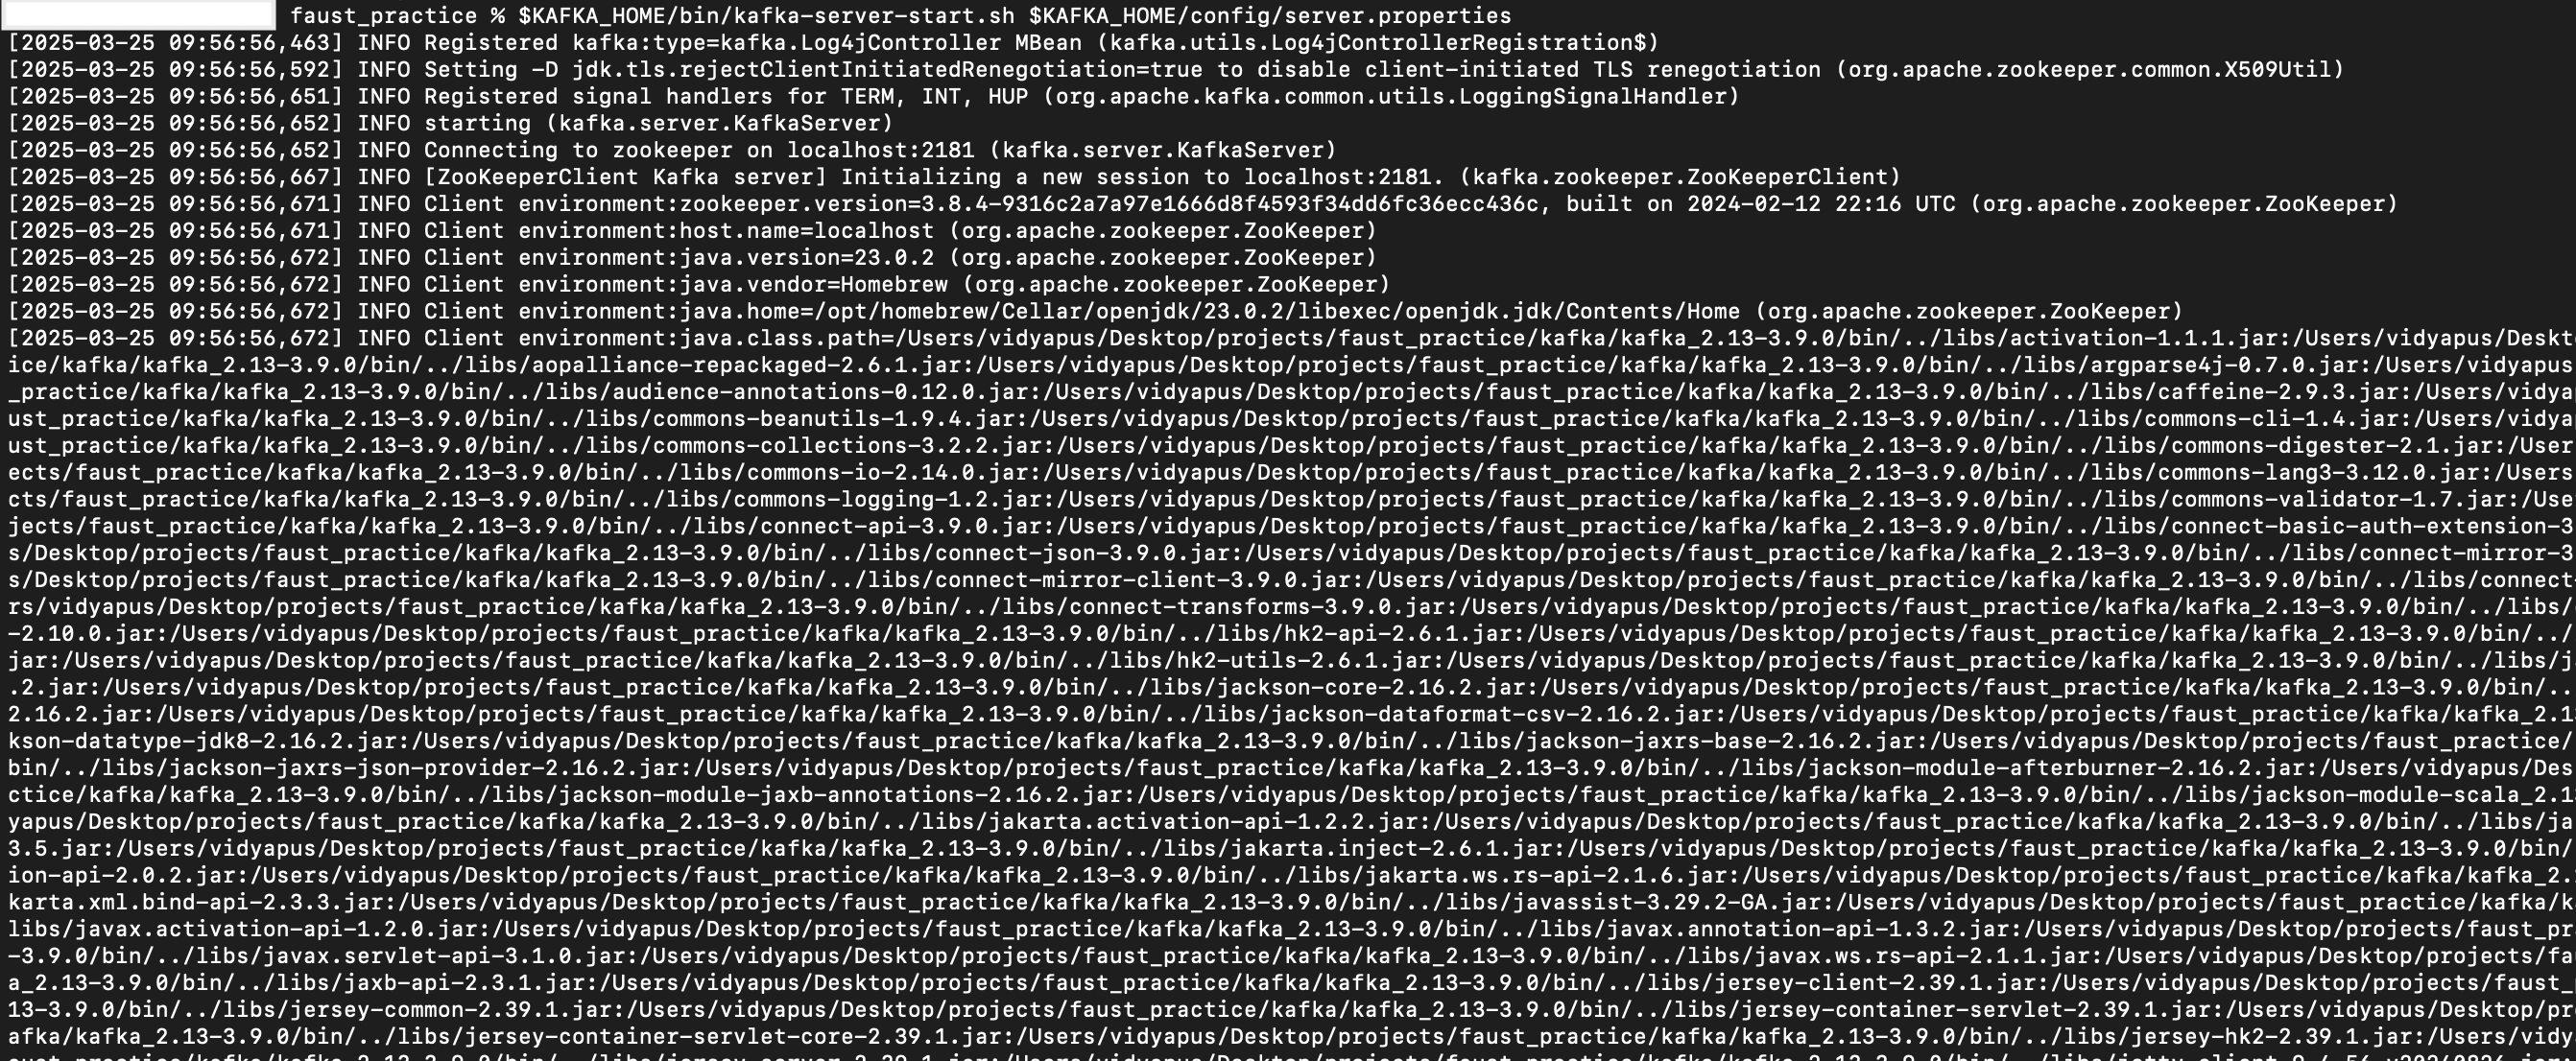 faust_practice % $KAFKA_HOME/bin/kafka-server-start.sh $KAFKA_HOME/config/server.properties
[2025-03-25 09:56:56,463] INFO Registered kafka:type=kafka.Log4jController MBean (kafka.utils.Log4jControllerRegistration$)
[2025-03-25 09:56:56,592] INFO Setting -D jdk.tls.rejectClientInitiatedRenegotiation=true to disable client-initiated TLS renegotiation (org.apache.zookeeper.common.X509Util)
[2025-03-25 09:56:56,651] INFO Registered signal handlers for TERM, INT, HUP (org.apache.kafka.common.utils.LoggingSignalHandler)
[2025-03-25 09:56:56,652] INFO starting (kafka.server.KafkaServer)
[2025-03-25 09:56:56,652] INFO Connecting to zookeeper on localhost:2181 (kafka.server.KafkaServer)
[2025-03-25 09:56:56,667] INFO [ZooKeeperClient Kafka server] Initializing a new session to localhost:2181. (kafka.zookeeper.ZooKeeperClient)
[2025-03-25 09:56:56,671] INFO Client environment:zookeeper.version=3.8.4-9316c2a7a97e1666d8f4593f34dd6fc36ecc436c, built on 2024-02-12 22:16 UTC (org.apache.zookeeper.ZooKeeper)
[2025-03-25 09:56:56,671] INFO Client environment:host.name=localhost (org.apache.zookeeper.ZooKeeper)
[2025-03-25 09:56:56,672] INFO Client environment:java.version=23.0.2 (org.apache.zookeeper.ZooKeeper)
[2025-03-25 09:56:56,672] INFO Client environment:java.vendor=Homebrew (org.apache.zookeeper.ZooKeeper)
[2025-03-25 09:56:56,672] INFO Client environment:java.home=/opt/homebrew/Cellar/openjdk/23.0.2/libexec/openjdk.jdk/Contents/Home (org.apache.zookeeper.ZooKeeper)
[2025-03-25 09:56:56,672] INFO Client environment:java.class.path=/Users/vidyapus/Desktop/projects/faust_practice/kafka/kafka_2.13-3.9.0/bin/../libs/activation-1.1.1.jar:/Users/vidyapus/Deskt
ice/kafka/kafka_2.13-3.9.0/bin/../libs/aopalliance-repackaged-2.6.1.jar:/Users/vidyapus/Desktop/projects/faust_practice/kafka/kafka_2.13-3.9.0/bin/../libs/argparse4j-0.7.0.jar:/Users/vidyapus
_practice/kafka/kafka_2.13-3.9.0/bin/../libs/audience-annotations-0.12.0.jar:/Users/vidyapus/Desktop/projects/faust_practice/kafka/kafka_2.13-3.9.0/bin/../libs/caffeine-2.9.3.jar:/Users/vidya
ust_practice/kafka/kafka_2.13-3.9.0/bin/../libs/commons-beanutils-1.9.4.jar:/Users/vidyapus/Desktop/projects/faust_practice/kafka/kafka_2.13-3.9.0/bin/../libs/commons-cli-1.4.jar:/Users/vidya
ust_practice/kafka/kafka_2.13-3.9.0/bin/../libs/commons-collections-3.2.2.jar:/Users/vidyapus/Desktop/projects/faust_practice/kafka/kafka_2.13-3.9.0/bin/../libs/commons-digester-2.1.jar:/User
ects/faust_practice/kafka/kafka_2.13-3.9.0/bin/../libs/commons-io-2.14.0.jar:/Users/vidyapus/Desktop/projects/faust_practice/kafka/kafka_2.13-3.9.0/bin/../libs/commons-lang3-3.12.0.jar:/Users
cts/faust_practice/kafka/kafka_2.13-3.9.0/bin/../libs/commons-logging-1.2.jar:/Users/vidyapus/Desktop/projects/faust_practice/kafka/kafka_2.13-3.9.0/bin/../libs/commons-validator-1.7.jar:/Use
jects/faust_practice/kafka/kafka_2.13-3.9.0/bin/../libs/connect-api-3.9.0.jar:/Users/vidyapus/Desktop/projects/faust_practice/kafka/kafka_2.13-3.9.0/bin/../libs/connect-basic-auth-extension-3
s/Desktop/projects/faust_practice/kafka/kafka_2.13-3.9.0/bin/../libs/connect-json-3.9.0.jar:/Users/vidyapus/Desktop/projects/faust_practice/kafka/kafka_2.13-3.9.0/bin/../libs/connect-mirror-3
s/Desktop/projects/faust_practice/kafka/kafka_2.13-3.9.0/bin/../libs/connect-mirror-client-3.9.0.jar:/Users/vidyapus/Desktop/projects/faust_practice/kafka/kafka_2.13-3.9.0/bin/../libs/connect
rs/vidyapus/Desktop/projects/faust_practice/kafka/kafka_2.13-3.9.0/bin/../libs/connect-transforms-3.9.0.jar:/Users/vidyapus/Desktop/projects/faust_practice/kafka/kafka_2.13-3.9.0/bin/../libs/
-2.10.0.jar:/Users/vidyapus/Desktop/projects/faust_practice/kafka/kafka_2.13-3.9.0/bin/../libs/hk2-api-2.6.1.jar:/Users/vidyapus/Desktop/projects/faust_practice/kafka/kafka_2.13-3.9.0/bin/../
jar:/Users/vidyapus/Desktop/projects/faust_practice/kafka/kafka_2.13-3.9.0/bin/../libs/hk2-utils-2.6.1.jar:/Users/vidyapus/Desktop/projects/faust_practice/kafka/kafka_2.13-3.9.0/bin/../libs/j
.2.jar:/Users/vidyapus/Desktop/projects/faust_practice/kafka/kafka_2.13-3.9.0/bin/../libs/jackson-core-2.16.2.jar:/Users/vidyapus/Desktop/projects/faust_practice/kafka/kafka_2.13-3.9.0/bin/..
2.16.2.jar:/Users/vidyapus/Desktop/projects/faust_practice/kafka/kafka_2.13-3.9.0/bin/../libs/jackson-dataformat-csv-2.16.2.jar:/Users/vidyapus/Desktop/projects/faust_practice/kafka/kafka_2.1
kson-datatype-jdk8-2.16.2.jar:/Users/vidyapus/Desktop/projects/faust_practice/kafka/kafka_2.13-3.9.0/bin/../libs/jackson-jaxrs-base-2.16.2.jar:/Users/vidyapus/Desktop/projects/faust_practice/
bin/../libs/jackson-jaxrs-json-provider-2.16.2.jar:/Users/vidyapus/Desktop/projects/faust_practice/kafka/kafka_2.13-3.9.0/bin/../libs/jackson-module-afterburner-2.16.2.jar:/Users/vidyapus/Des
ctice/kafka/kafka_2.13-3.9.0/bin/../libs/jackson-module-jaxb-annotations-2.16.2.jar:/Users/vidyapus/Desktop/projects/faust_practice/kafka/kafka_2.13-3.9.0/bin/../libs/jackson-module-scala_2.1
yapus/Desktop/projects/faust_practice/kafka/kafka_2.13-3.9.0/bin/../libs/jakarta.activation-api-1.2.2.jar:/Users/vidyapus/Desktop/projects/faust_practice/kafka/kafka_2.13-3.9.0/bin/../libs/ja
3.5.jar:/Users/vidyapus/Desktop/projects/faust_practice/kafka/kafka_2.13-3.9.0/bin/../libs/jakarta.inject-2.6.1.jar:/Users/vidyapus/Desktop/projects/faust_practice/kafka/kafka_2.13-3.9.0/bin/
ion-api-2.0.2.jar:/Users/vidyapus/Desktop/projects/faust_practice/kafka/kafka_2.13-3.9.0/bin/../libs/jakarta.ws.rs-api-2.1.6.jar:/Users/vidyapus/Desktop/projects/faust_practice/kafka/kafka_2.
karta.xml.bind-api-2.3.3.jar:/Users/vidyapus/Desktop/projects/faust_practice/kafka/kafka_2.13-3.9.0/bin/../libs/javassist-3.29.2-GA.jar:/Users/vidyapus/Desktop/projects/faust_practice/kafka/k
libs/javax.activation-api-1.2.0.jar:/Users/vidyapus/Desktop/projects/faust_practice/kafka/kafka_2.13-3.9.0/bin/../libs/javax.annotation-api-1.3.2.jar:/Users/vidyapus/Desktop/projects/faust_pr
-3.9.0/bin/../libs/javax.servlet-api-3.1.0.jar:/Users/vidyapus/Desktop/projects/faust_practice/kafka/kafka_2.13-3.9.0/bin/../libs/javax.ws.rs-api-2.1.1.jar:/Users/vidyapus/Desktop/projects/fa
a_2.13-3.9.0/bin/../libs/jaxb-api-2.3.1.jar:/Users/vidyapus/Desktop/projects/faust_practice/kafka/kafka_2.13-3.9.0/bin/../libs/jersey-client-2.39.1.jar:/Users/vidyapus/Desktop/projects/faust_
13-3.9.0/bin/../libs/jersey-common-2.39.1.jar:/Users/vidyapus/Desktop/projects/faust_practice/kafka/kafka_2.13-3.9.0/bin/../libs/jersey-container-servlet-2.39.1.jar:/Users/vidyapus/Desktop/pr
afka/kafka_2.13-3.9.0/bin/../libs/jersey-container-servlet-core-2.39.1.jar:/Users/vidyapus/Desktop/projects/faust_practice/kafka/kafka_2.13-3.9.0/bin/../libs/jersey-hk2-2.39.1.jar:/Users/vidy